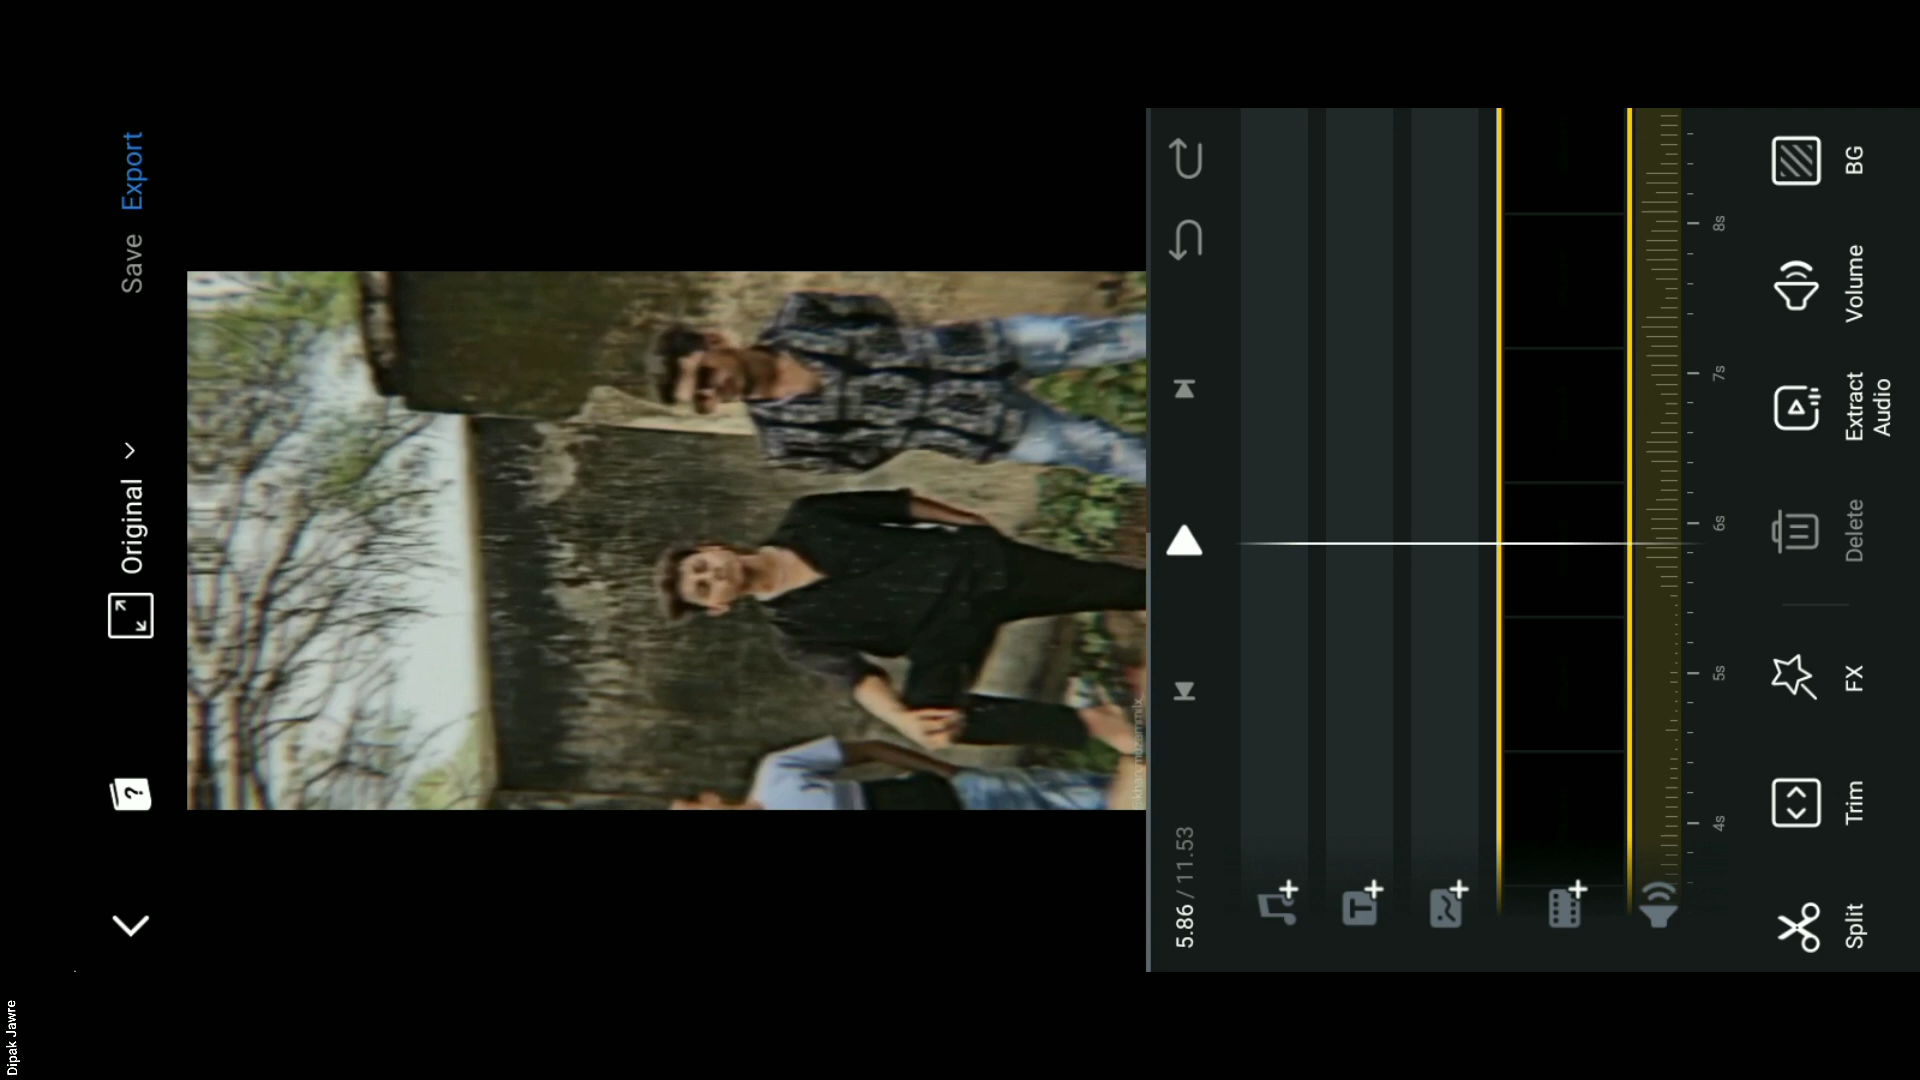 Original
Save
Export
5.86 / 11.53
4s
5s
6s
7s
8s
Split
Trim
FX
Delete
Extract
Audio
Volume
BG
Dipak Jawre